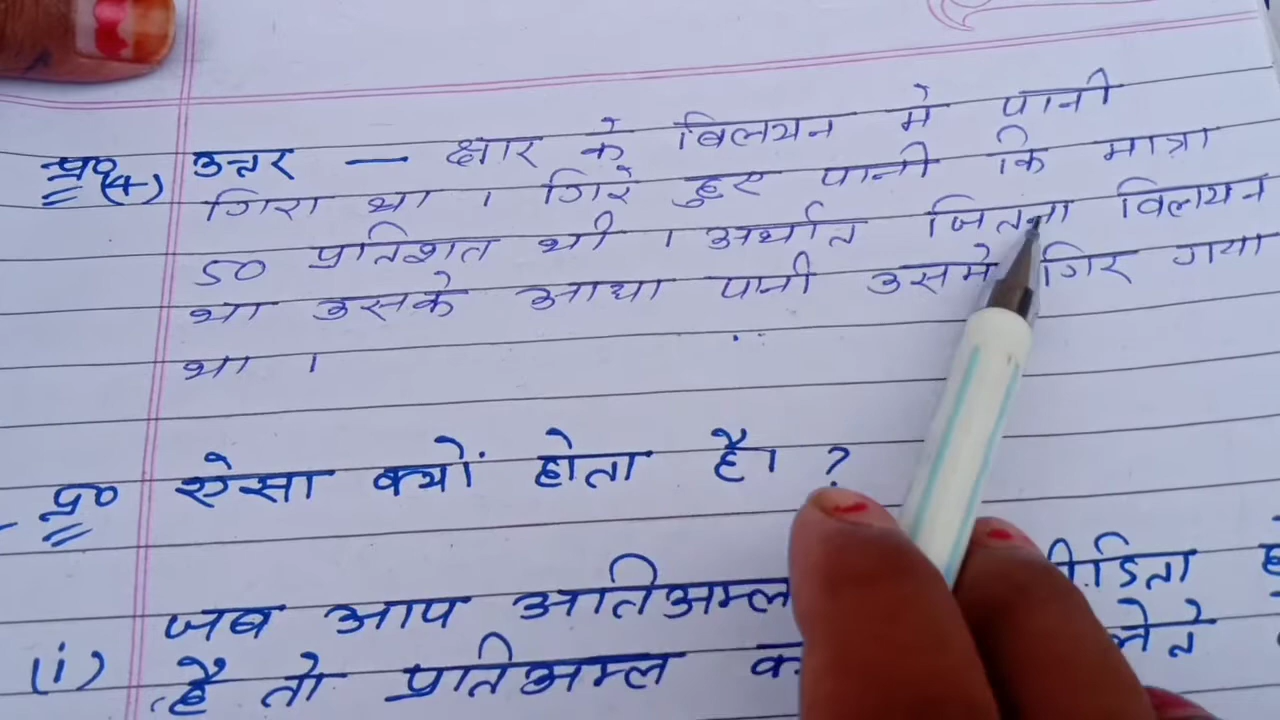 प्र०(4) उत्तर — क्षार के विलयन मे पानी
गिरा था । गिरे हुए पानी कि मात्रा
50 प्रतिशत थी । अर्थात जितना विलयन
था उसके आधा पानी उसमे गिर गया
था ।
प्र० ऐसा क्यों होता है। ?
(i) जब आप अतिअम्ल
है तो प्रतिअम्ल लेते